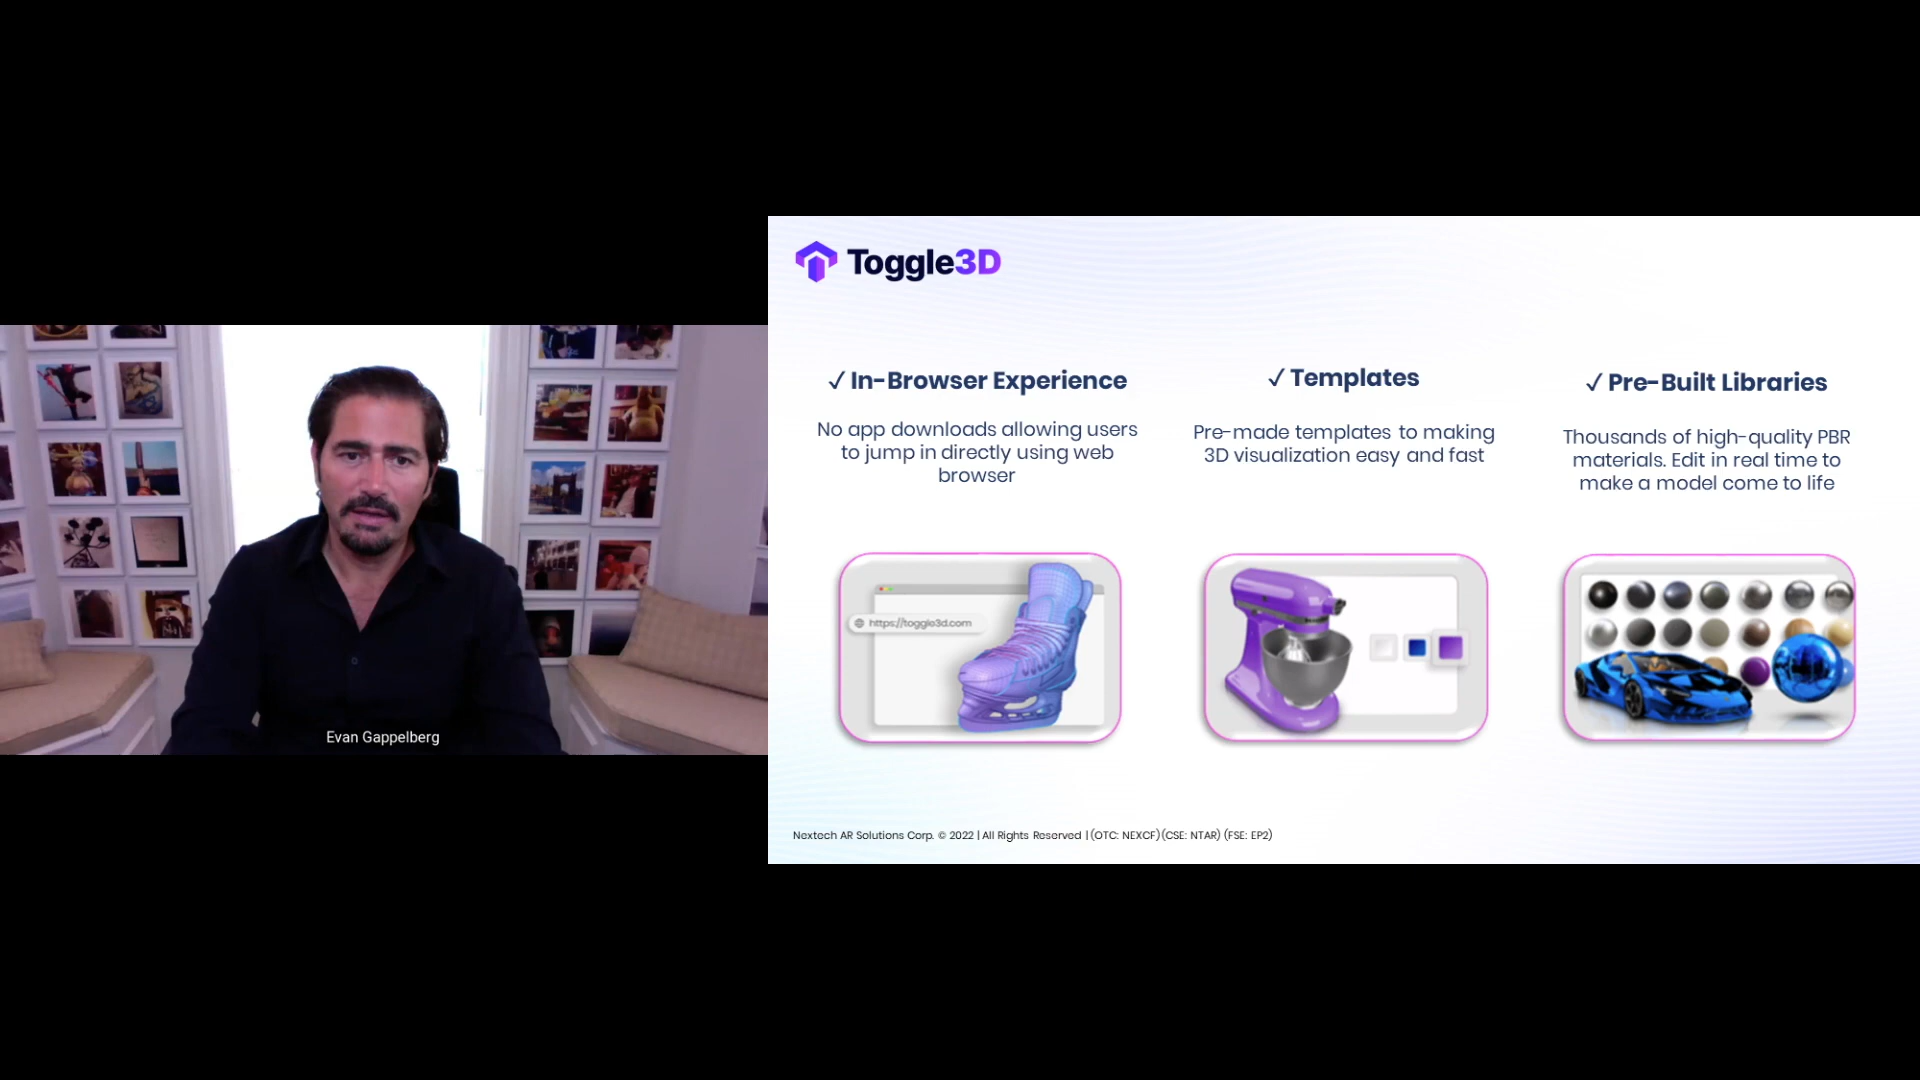 Evan Gappelberg
Toggle3D
✓ In-Browser Experience
No app downloads allowing users
to jump in directly using web
browser
https://toggle3d.com
✓ Templates
Pre-made templates to making
3D visualization easy and fast
✓ Pre-Built Libraries
Thousands of high-quality PBR
materials. Edit in real time to
make a model come to life
Nextech AR Solutions Corp. © 2022 | All Rights Reserved | (OTC: NEXCF)(CSE: NTAR) (FSE: EP2)